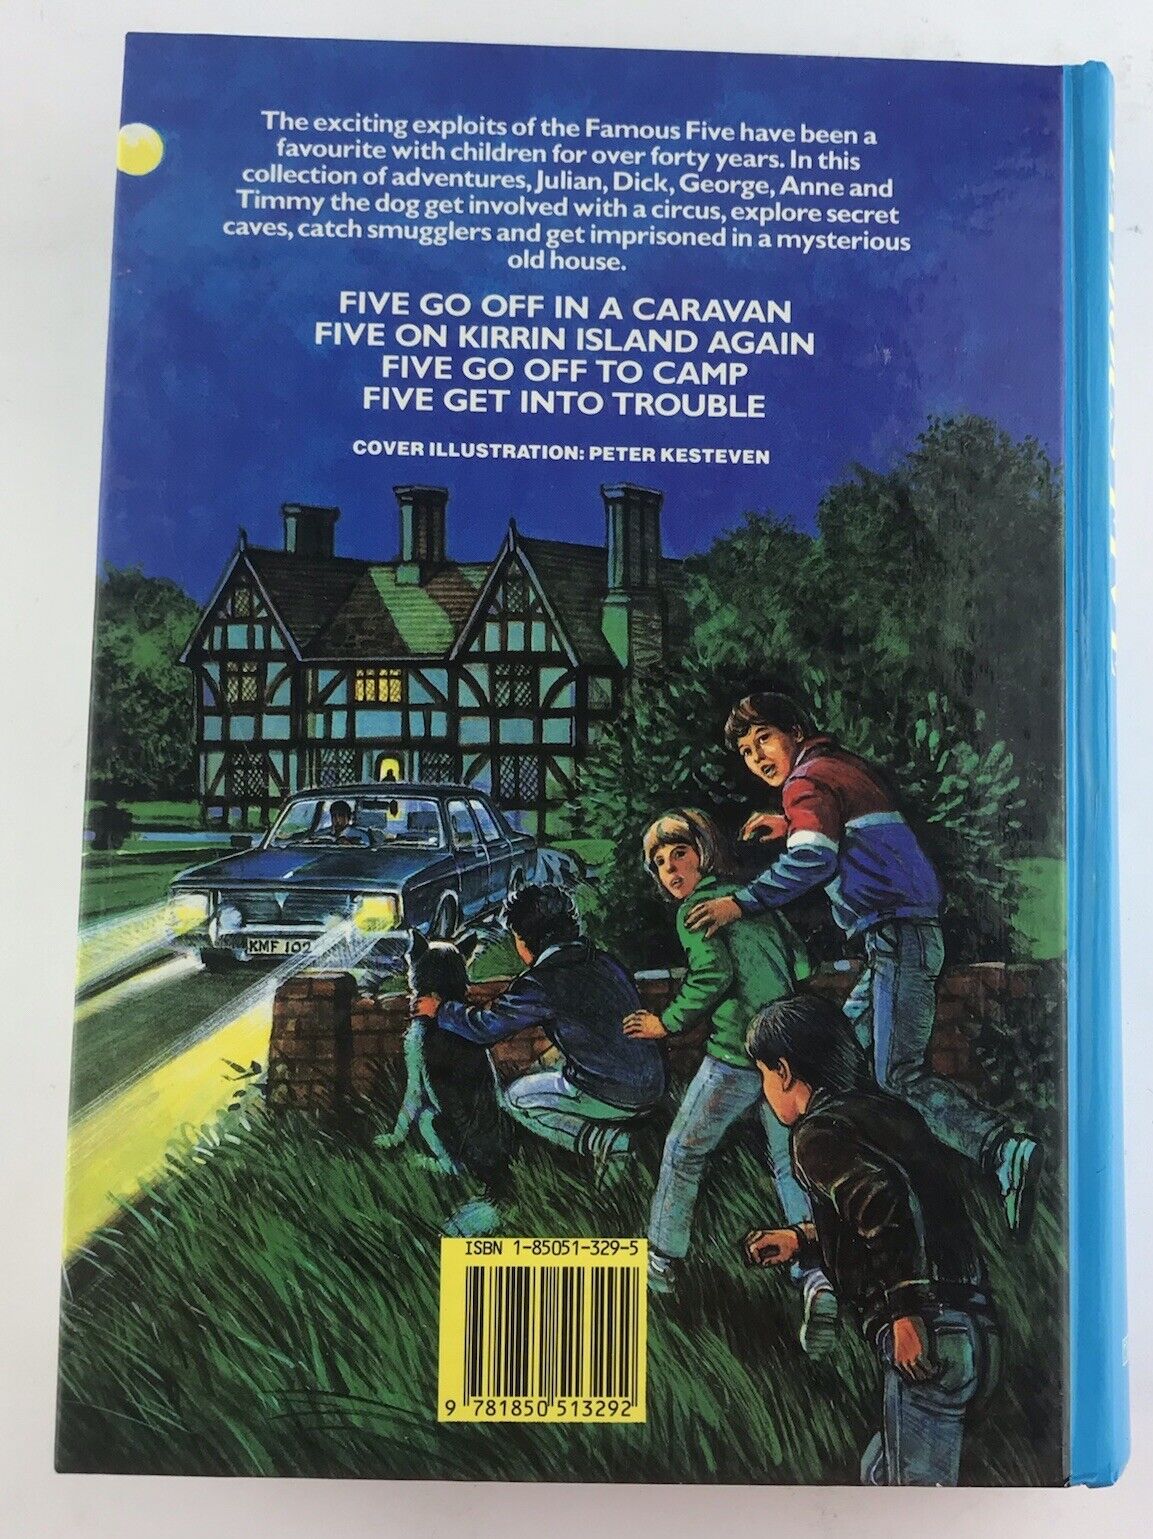 The exciting exploits of the Famous Five have been a
favourite with children for over forty years. In this
collection of adventures, Julian, Dick, George, Anne and
Timmy the dog get involved with a circus, explore secret
caves, catch smugglers and get imprisoned in a mysterious
old house.
FIVE GO OFF IN A CARAVAN
FIVE ON KIRRIN ISLAND AGAIN
FIVE GO OFF TO CAMP
FIVE GET INTO TROUBLE
COVER ILLUSTRATION: PETER KESTEVEN
KMF 102
ISBN 1-85051-329-5
9 781850 513292